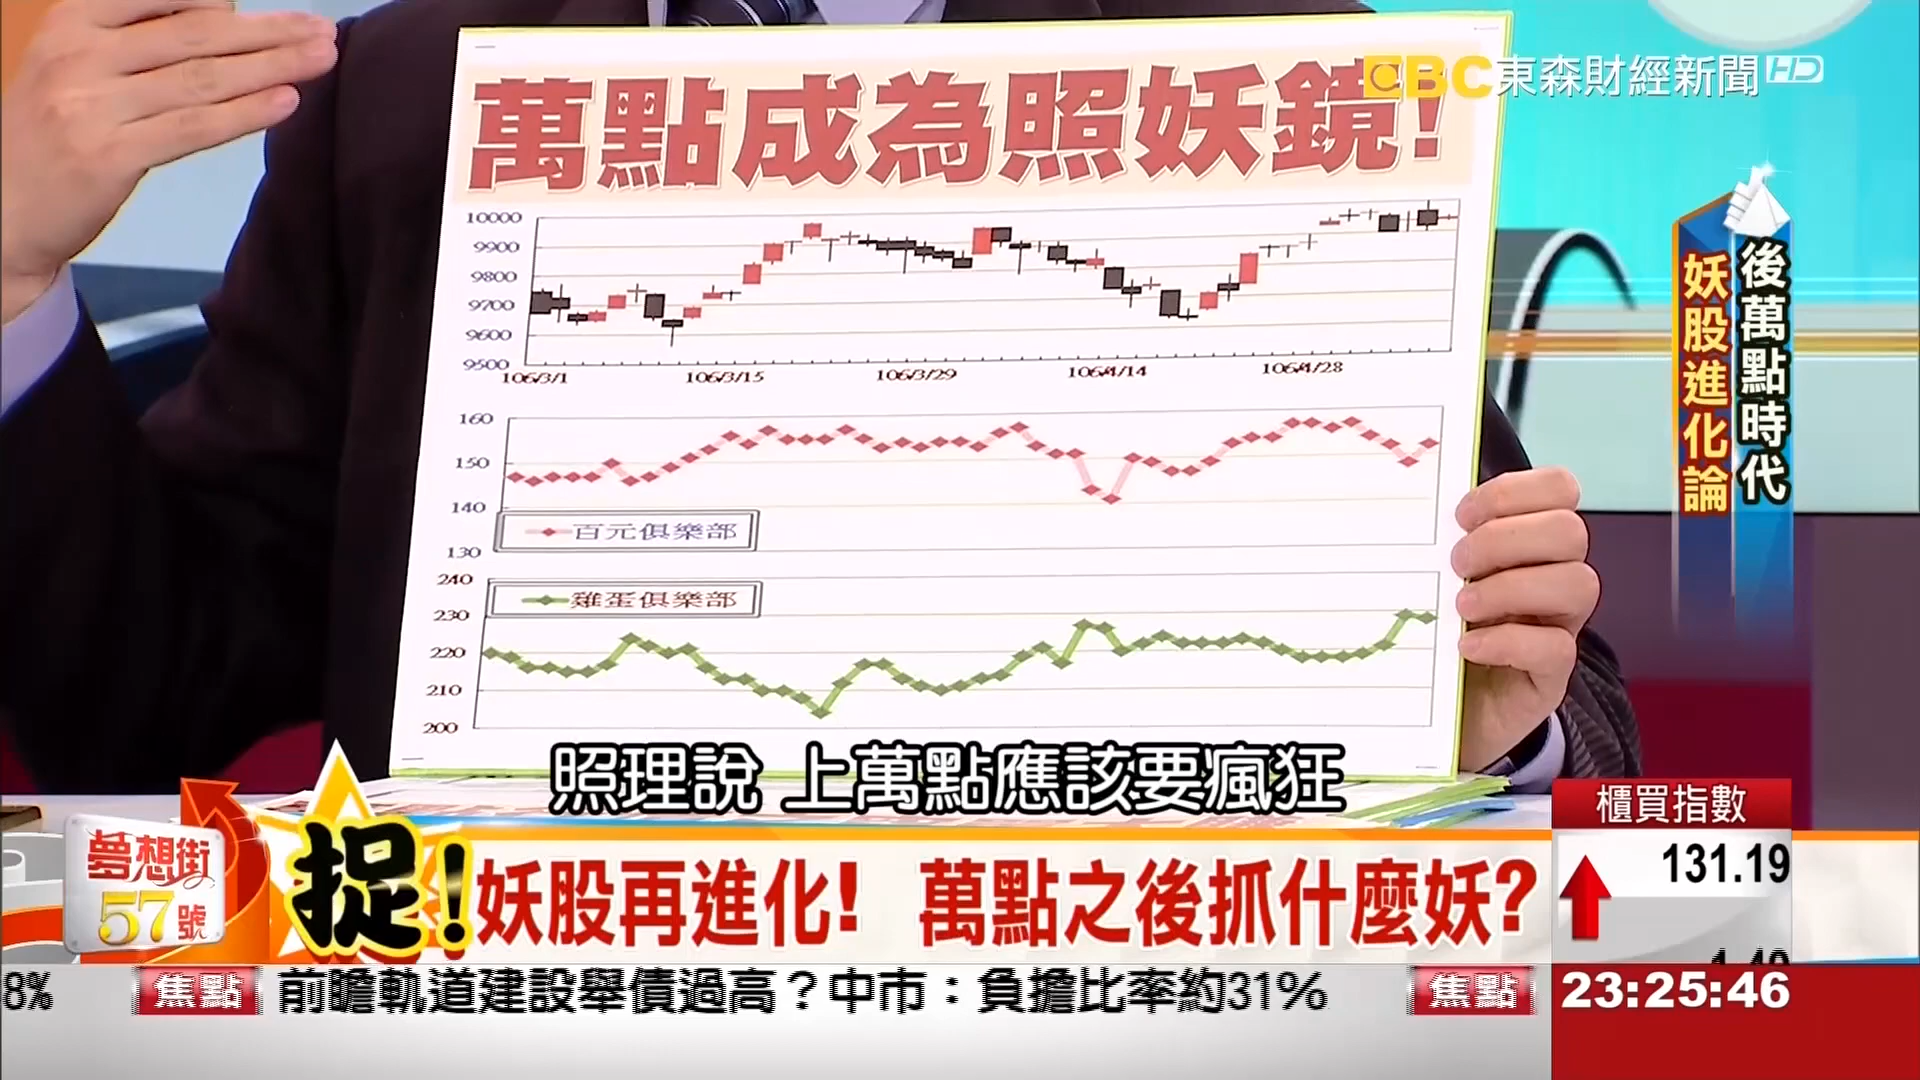 萬點成為照妖鏡!
EBC東森財經新聞HD
後萬點時代
妖股進化論
10000
9900
9800
9700
9600
9500
106/3/1 106/3/15 106/3/29 106/4/14 106/4/28
160
150
140
130
百元俱樂部
240
230
220
210
200
雞蛋俱樂部
照理說 上萬點應該要瘋狂
夢想街
57號
捉!
妖股再進化! 萬點之後抓什麼妖?
櫃買指數
131.19
8% 焦點 前瞻軌道建設舉債過高?中市:負擔比率約31% 焦點
23:25:46